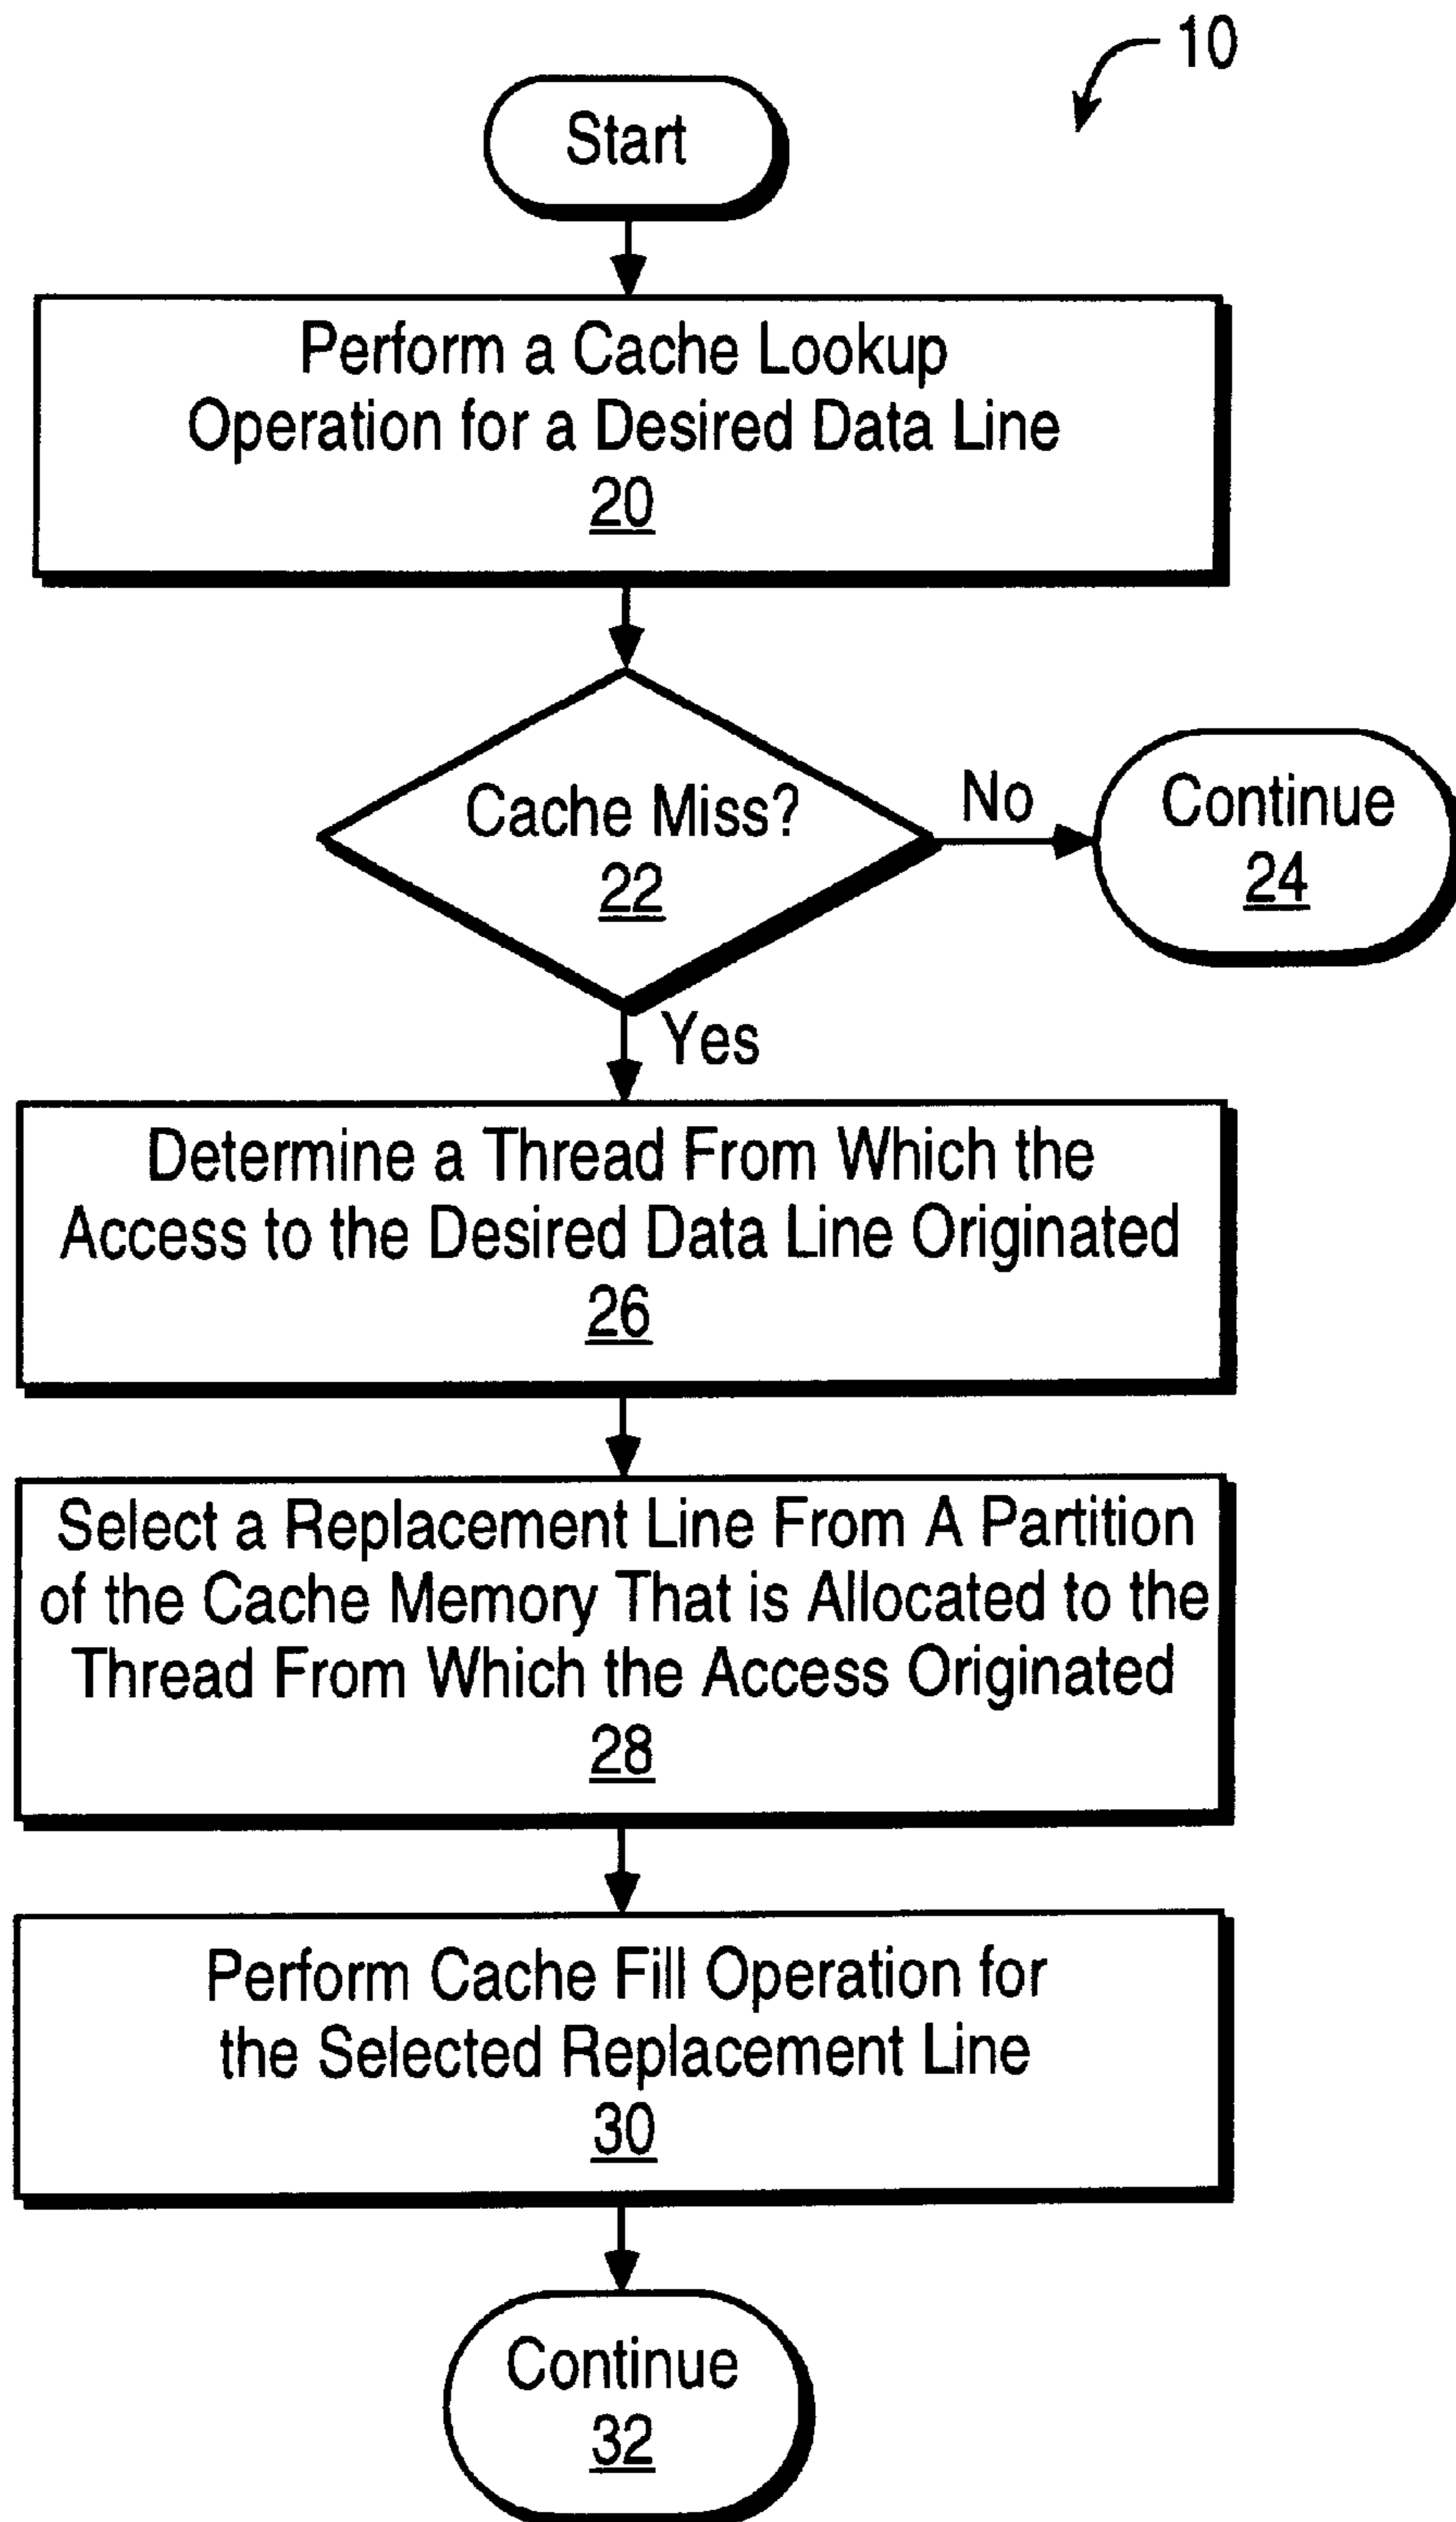 10
Start
Perform a Cache Lookup
Operation for a Desired Data Line
20
Cache Miss?
22
No
Continue
24
Yes
Determine a Thread From Which the
Access to the Desired Data Line Originated
26
Select a Replacement Line From A Partition
of the Cache Memory That is Allocated to the
Thread From Which the Access Originated
28
Perform Cache Fill Operation for
the Selected Replacement Line
30
Continue
32